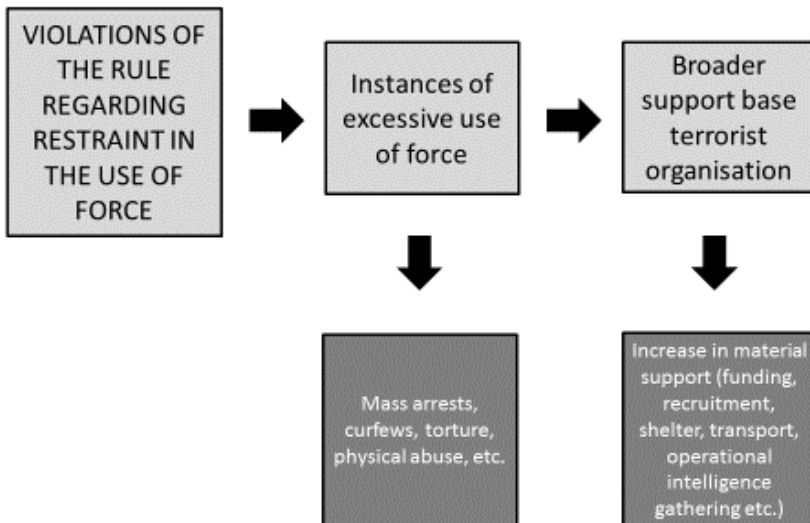 VIOLATIONS OF
THE RULE
REGARDING
RESTRAINT IN
THE USE OF
FORCE
Instances of
excessive use
of force
Broader
support base
terrorist
organisation
Mass arrests,
curfews, torture,
physical abuse, etc.
Increase in material
support (funding,
recruitment,
shelter, transport,
operational
intelligence
gathering etc.)